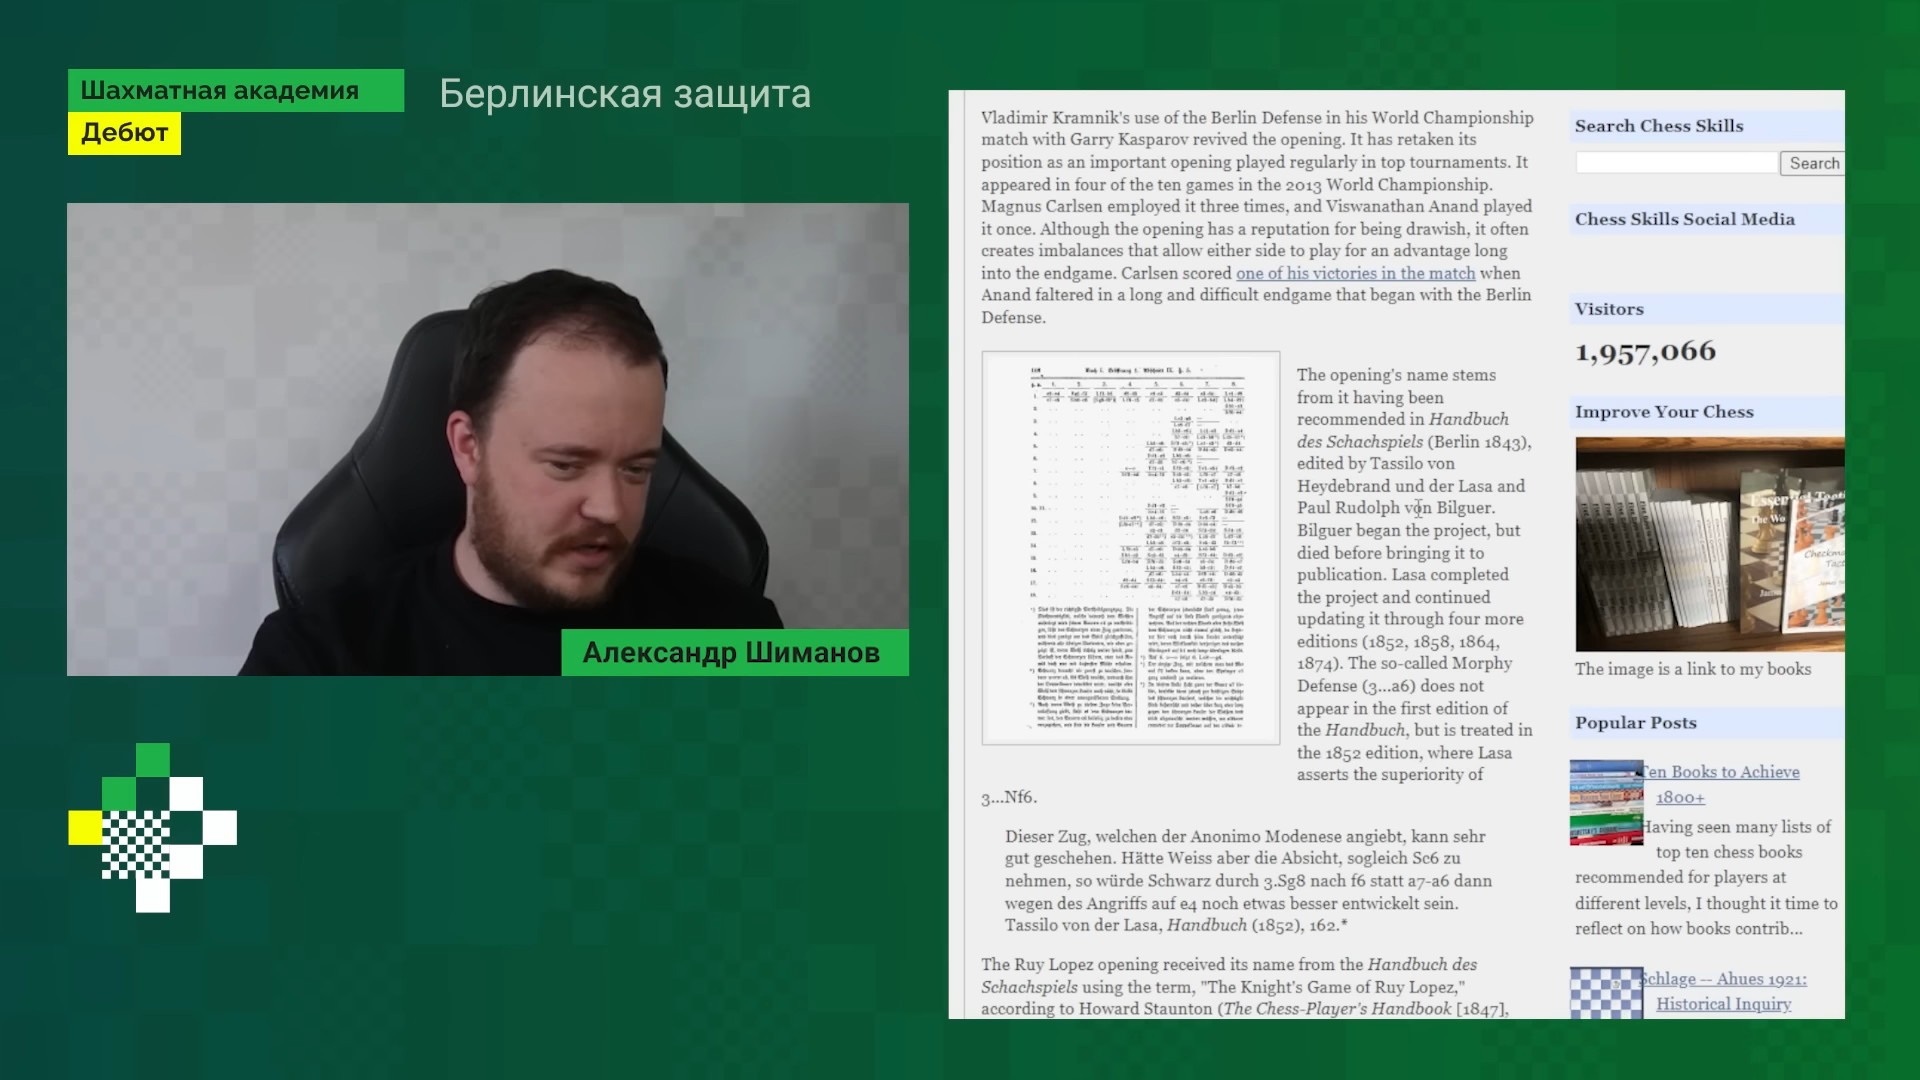 Шахматная академия
Дебют
Берлинская защита
Александр Шиманов
Vladimir Kramnik's use of the Berlin Defense in his World Championship
match with Garry Kasparov revived the opening. It has retaken its
position as an important opening played regularly in top tournaments. It
appeared in four of the ten games in the 2013 World Championship.
Magnus Carlsen employed it three times, and Viswanathan Anand played
it once. Although the opening has a reputation for being drawish, it often
creates imbalances that allow either side to play for an advantage long
into the endgame. Carlsen scored one of his victories in the match when
Anand faltered in a long and difficult endgame that began with the Berlin
Defense.
The opening's name stems
from it having been
recommended in Handbuch
des Schachspiels (Berlin 1843),
edited by Tassilo von
Heydebrand und der Lasa and
Paul Rudolph von Bilguer.
Bilguer began the project, but
died before bringing it to
publication. Lasa completed
the project and continued
updating it through four more
editions (1852, 1858, 1864,
1874). The so-called Morphy
Defense (3...a6) does not
appear in the first edition of
the Handbuch, but is treated in
the 1852 edition, where Lasa
asserts the superiority of
3...Nf6.
Dieser Zug, welchen der Anonimo Modenese angiebt, kann sehr
gut geschehen. Hätte Weiss aber die Absicht, sogleich Sc6 zu
nehmen, so würde Schwarz durch 3.Sg8 nach f6 statt a7-a6 dann
wegen des Angriffs auf e4 noch etwas besser entwickelt sein.
Tassilo von der Lasa, Handbuch (1852), 162.*
The Ruy Lopez opening received its name from the Handbuch des
Schachspiels using the term, "The Knight's Game of Ruy Lopez,"
according to Howard Staunton (The Chess-Player's Handbook [1847],
Search Chess Skills
Search
Chess Skills Social Media
Visitors
1,957,066
Improve Your Chess
The image is a link to my books
Popular Posts
Ten Books to Achieve
1800+
Having seen many lists of
top ten chess books
recommended for players at
different levels, I thought it time to
reflect on how books contrib...
Schlage -- Ahues 1921:
Historical Inquiry